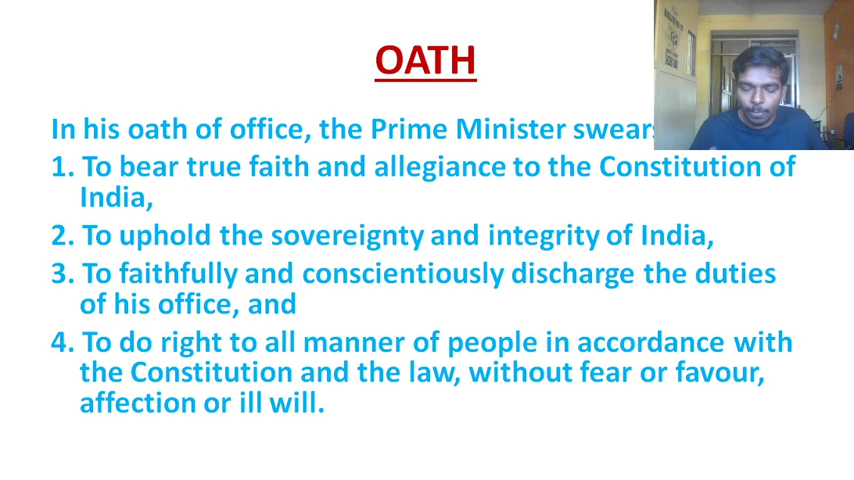 OATH
In his oath of office, the Prime Minister swears
1. To bear true faith and allegiance to the Constitution of
India,
2. To uphold the sovereignty and integrity of India,
3. To faithfully and conscientiously discharge the duties
of his office, and
4. To do right to all manner of people in accordance with
the Constitution and the law, without fear or favour,
affection or ill will.